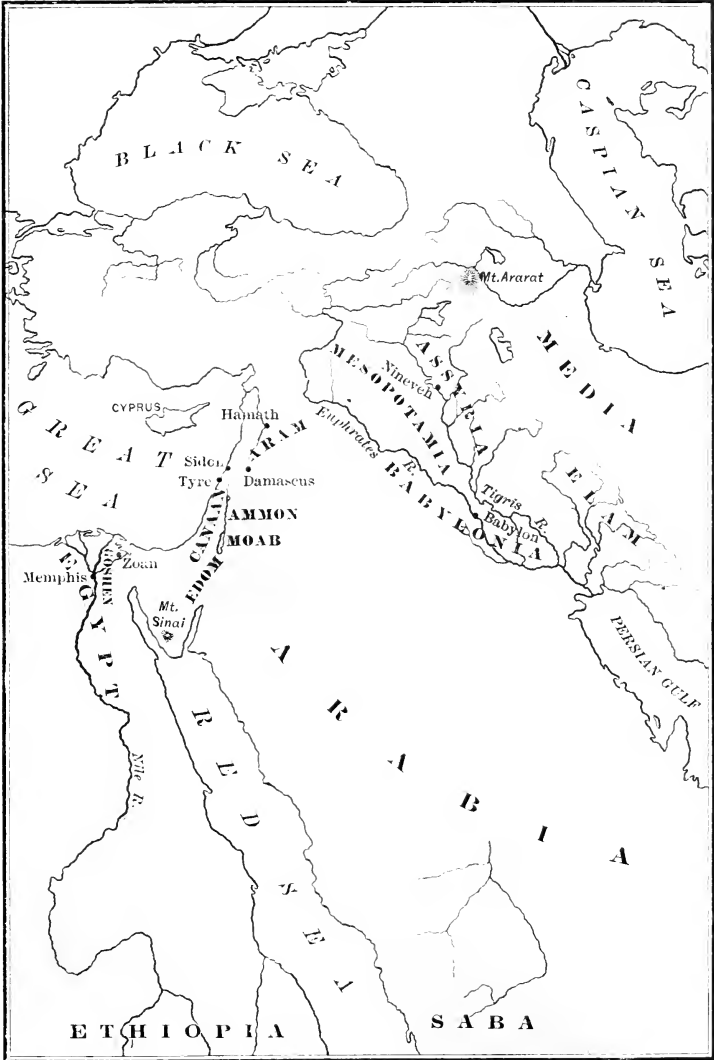 BLACK SEA
CASPIAN SEA
Mt. Ararat
MEDIA
ASSYRIA
MESOPOTAMIA
Nineveh
CYPRUS
GREAT SEA
Hamath
ARAM
Euphrates R.
BABYLONIA
Tigris R.
Babylon
ELAM
Sidon
Tyre
Damascus
CANAAN
AMMON
MOAB
EDOM
EGYPT
GOSHEN
Zoan
Memphis
Mt. Sinai
PERSIAN GULF
ARABIA
RED SEA
Nile R.
ETHIOPIA
SABA